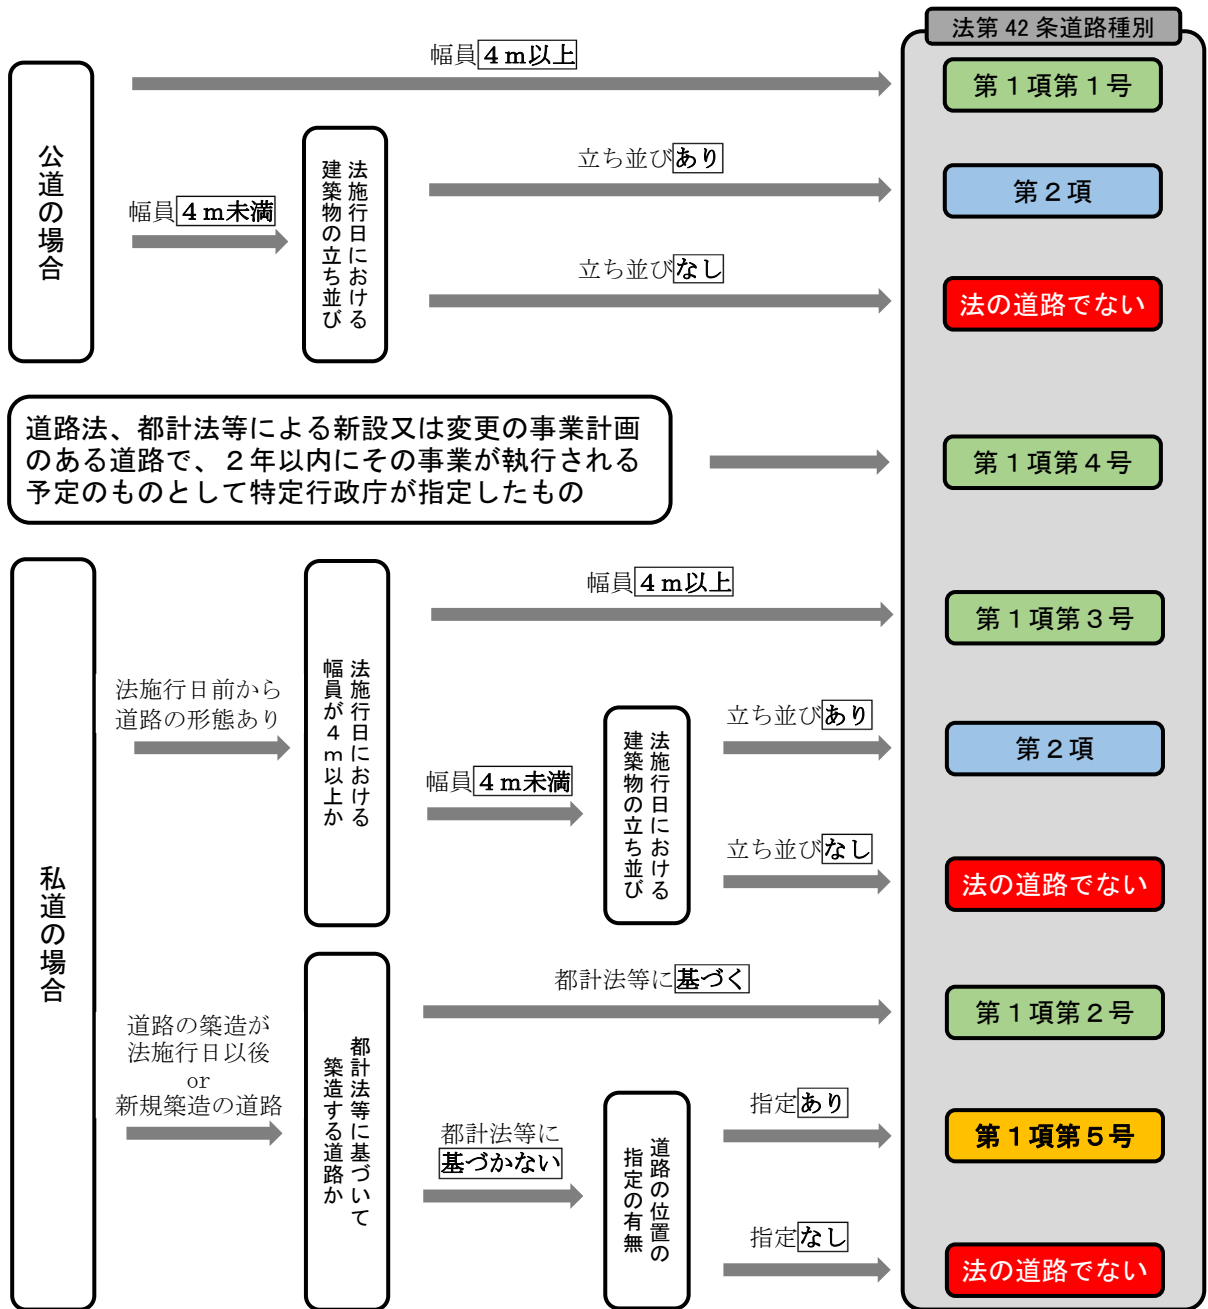 法第 42 条道路種別
公道の場合
幅員４ｍ以上
第１項第１号
幅員４ｍ未満
法施行日における
建築物の立ち並び
立ち並びあり
第２項
立ち並びなし
法の道路でない
道路法、都計法等による新設又は変更の事業計画
のある道路で、２年以内にその事業が執行される
予定のものとして特定行政庁が指定したもの
第１項第４号
私道の場合
法施行日前から
道路の形態あり
法施行日における
幅員が４ｍ以上か
幅員４ｍ以上
第１項第３号
幅員４ｍ未満
法施行日における
建築物の立ち並び
立ち並びあり
第２項
立ち並びなし
法の道路でない
道路の築造が
法施行日以後
or
新規築造の道路
都計法等に基づいて
築造する道路か
都計法等に基づく
第１項第２号
都計法等に
基づかない
道路の位置の
指定の有無
指定あり
第１項第５号
指定なし
法の道路でない